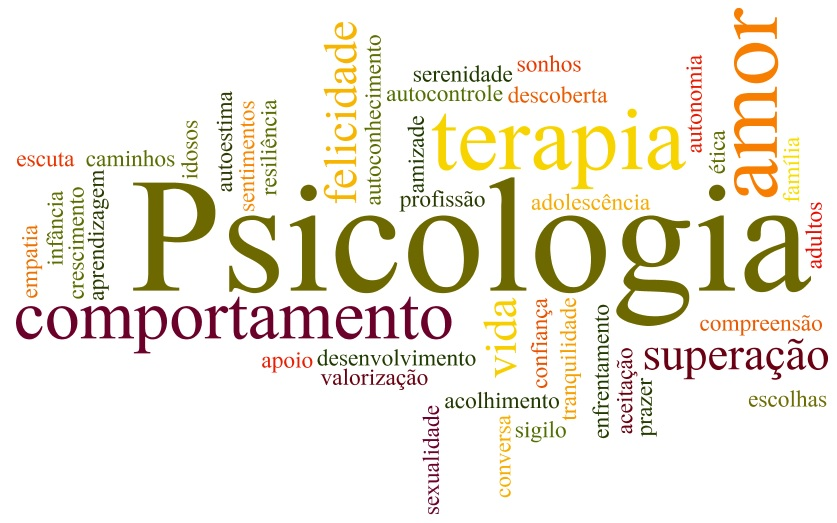 serenidade
sonhos
autocontrole
descoberta
felicidade
autoconhecimento
amizade
terapia
autonomia
amor
ética
família
escuta
caminhos
idosos
autoestima
sentimentos
resiliência
profissão
adolescência
empatia
infância
crescimento
aprendizagem
Psicologia
adultos
comportamento
vida
confiança
tranquilidade
enfrentamento
compreensão
superação
apoio
desenvolvimento
valorização
aceitação
prazer
acolhimento
escolhas
sexualidade
conversa
sigilo